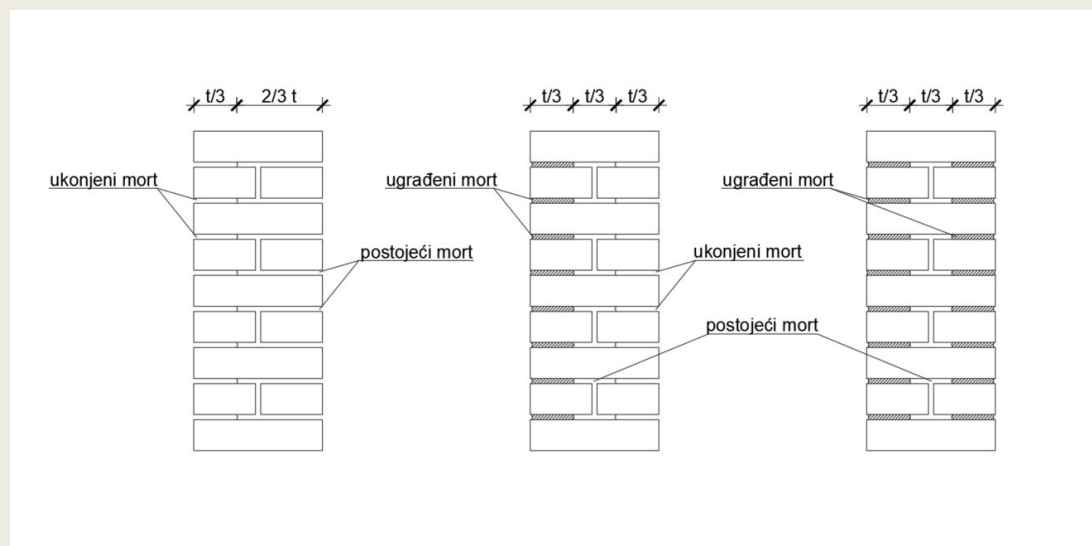 t/3 2/3 t
t/3 t/3 t/3
t/3 t/3 t/3
ukonjeni mort
postojeći mort
ugrađeni mort
ukonjeni mort
ugrađeni mort
postojeći mort